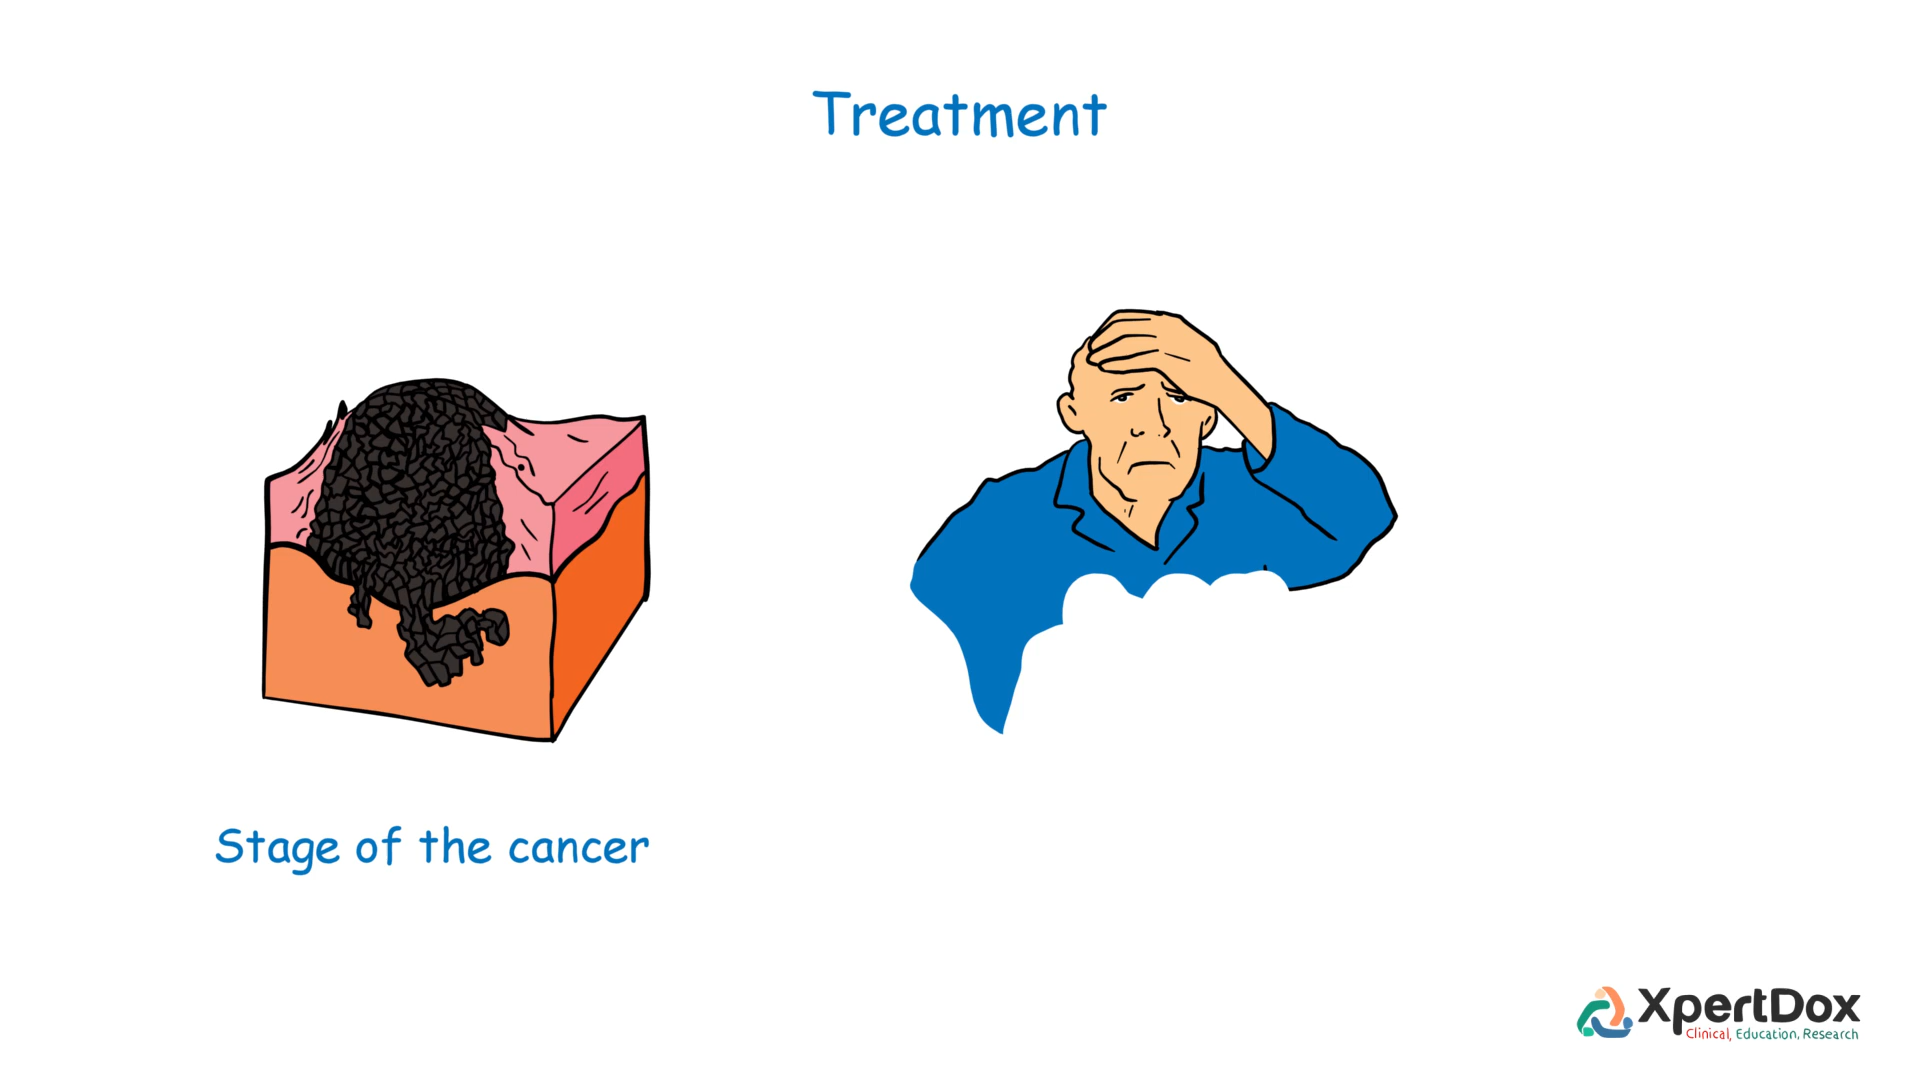 Treatment
Stage of the cancer
XpertDox
Clinical, Education, Research